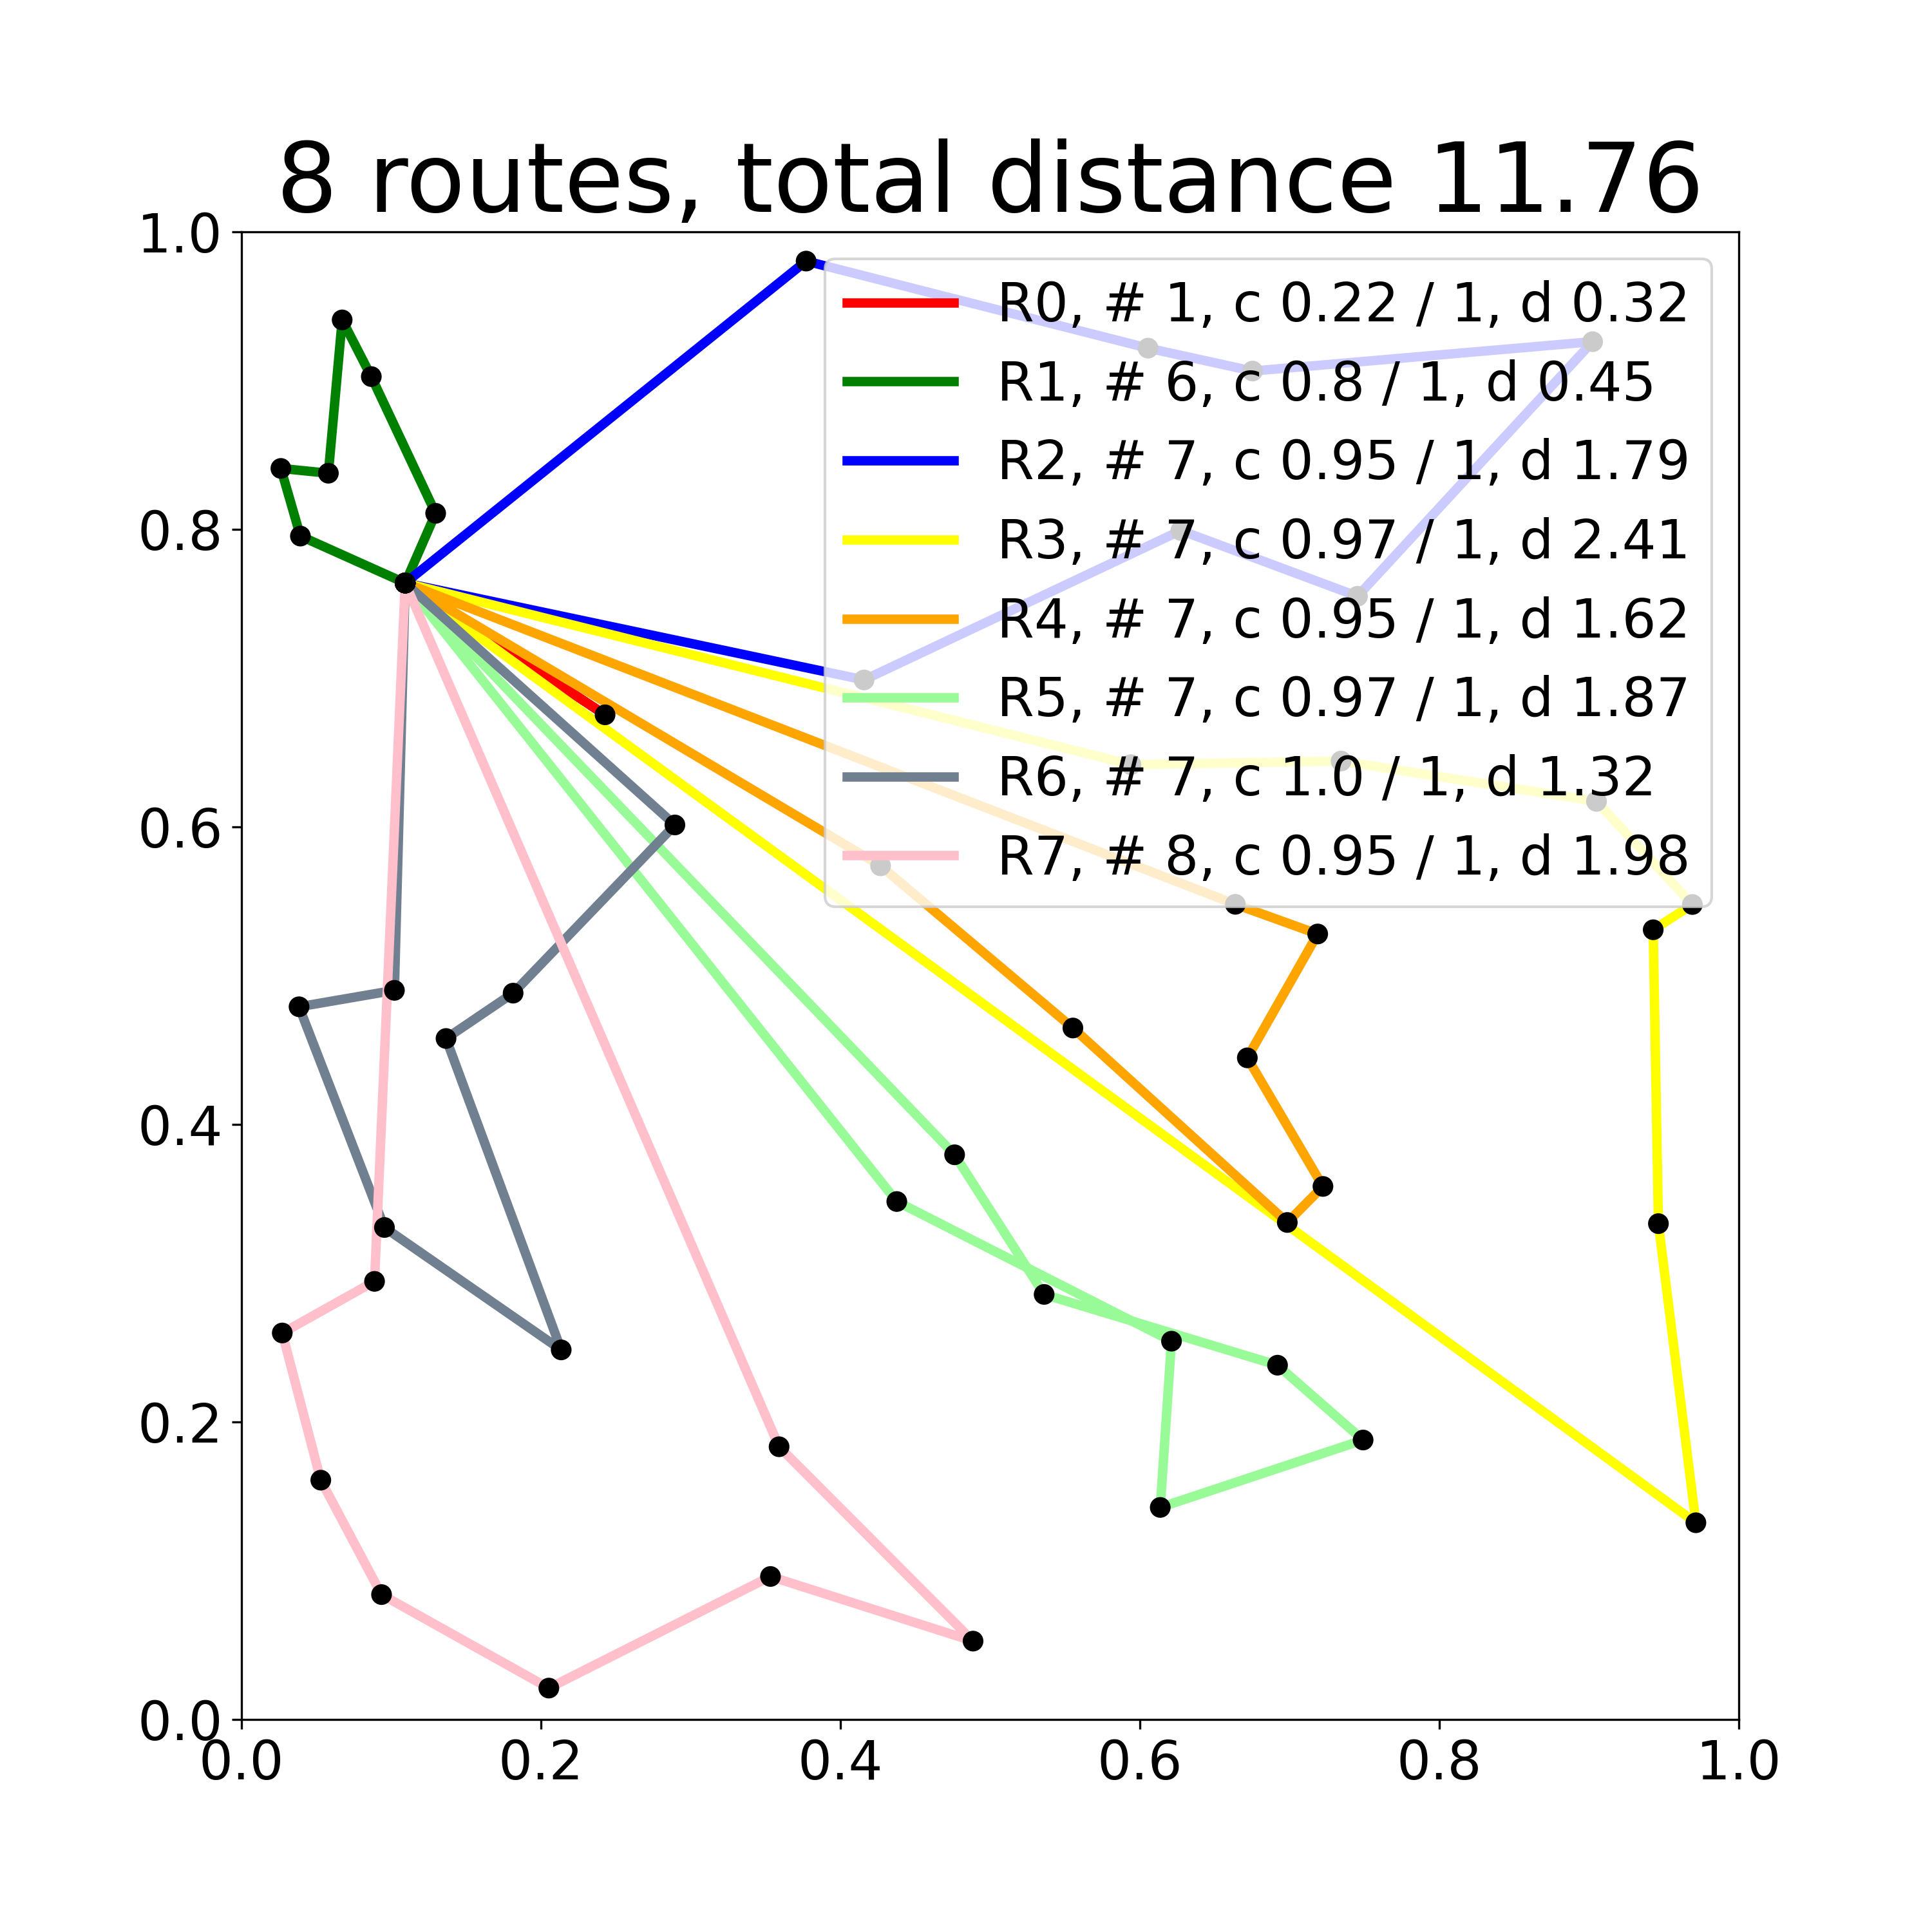 8 routes, total distance 11.76
1.0
0.8
0.6
0.4
0.2
0.0
R0, # 1, c 0.22 / 1, d 0.32
R1, # 6, c 0.8 / 1, d 0.45
R2, # 7, c 0.95 / 1, d 1.79
R3, # 7, c 0.97 / 1, d 2.41
R4, # 7, c 0.95 / 1, d 1.62
R5, # 7, c 0.97 / 1, d 1.87
R6, # 7, c 1.0 / 1, d 1.32
R7, # 8, c 0.95 / 1, d 1.98
0.0 0.2 0.4 0.6 0.8 1.0